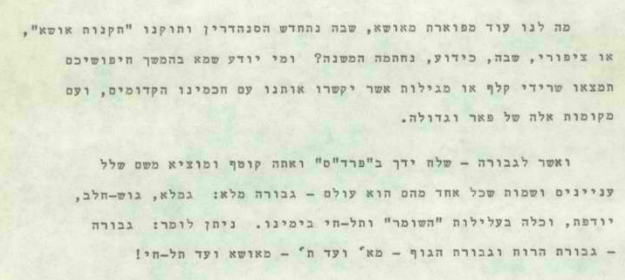 מה לנו עוד מפוארת מאושא, שבה נתחדש הסנהדרין ותוקנו "תקנות אושא",
או ציפורי, שבה, כידוע, נחתמה המשנה? ומי יודע שמא בהמשך חיפושיכם
תמצאו שרידי קלף או מגילות אשר יקשרו אותנו עם חכמינו הקדומים, ועם
מקומות אלה של פאר וגדולה.
ואשר לגבורה - שלח ידך ב"פרד"ס" ואתה קוטף ומוציא משם שלל
עניינים ושמות שכל אחד מהם הוא עולם - גבורה מלא: גמלא, גוש-חלב,
יודפת, וכלה בעלילות "השומר" ותל-חי בימינו. ניתן לומר: גבורה
- גבורת הרוח וגבורת הגוף - מא' ועד ת' - מאושא ועד תל-חי!